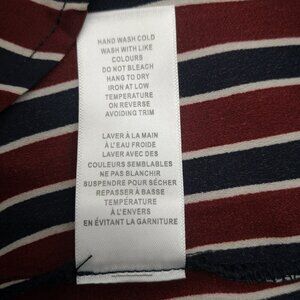 HAND WASH COLD
WASH WITH LIKE
COLOURS
DO NOT BLEACH
HANG TO DRY
IRON AT LOW
TEMPERATURE
ON REVERSE
AVOIDING TRIM
LAVER À LA MAIN
À L'EAU FROIDE
LAVER AVEC DES
COULEURS SEMBLABLES
NE PAS BLANCHIR
SUSPENDRE POUR SÉCHER
REPASSER À BASSE
TEMPÉRATURE
À L'ENVERS
EN ÉVITANT LA GARNITURE